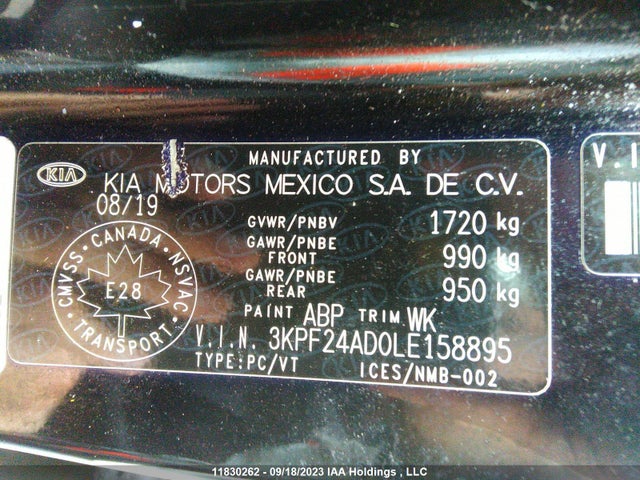 MANUFACTURED BY
KIA KIA MOTORS MEXICO S.A. DE C.V.
08/19
GVWR/PNBV 1720 kg
GAWR/PNBE FRONT 990 kg
GAWR/PNBE REAR 950 kg
CANADA
CMVSS NSVAC
E28
TRANSPORT
PAINT ABP TRIM WK
V.I.N. 3KPF24AD0LE158895
TYPE:PC/VT ICES/NMB-002
V.I
11830262 - 09/18/2023 IAA Holdings , LLC